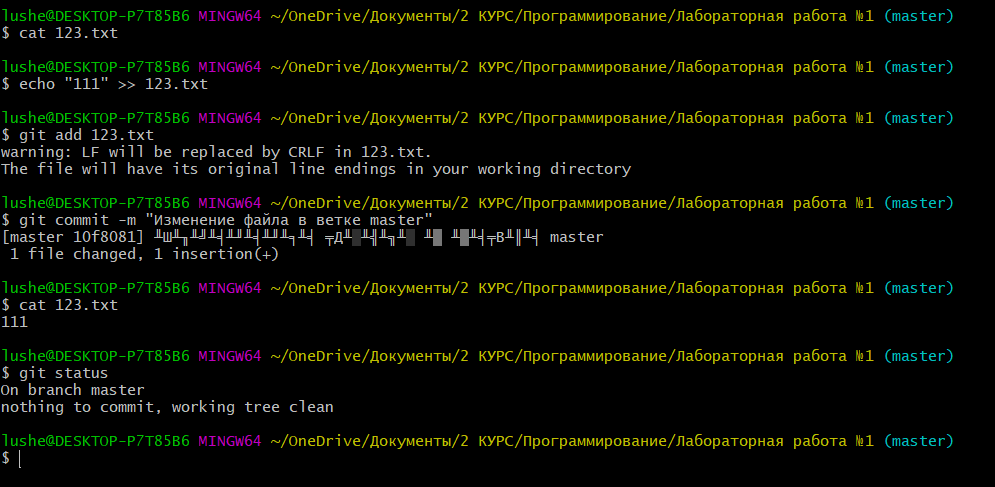 lushe@DESKTOP-P7T85B6 MINGW64 ~/OneDrive/Документы/2 КУРС/Программирование/Лабораторная работа №1 (master)
$ cat 123.txt
lushe@DESKTOP-P7T85B6 MINGW64 ~/OneDrive/Документы/2 КУРС/Программирование/Лабораторная работа №1 (master)
$ echo "111" >> 123.txt
lushe@DESKTOP-P7T85B6 MINGW64 ~/OneDrive/Документы/2 КУРС/Программирование/Лабораторная работа №1 (master)
$ git add 123.txt
warning: LF will be replaced by CRLF in 123.txt.
The file will have its original line endings in your working directory
lushe@DESKTOP-P7T85B6 MINGW64 ~/OneDrive/Документы/2 КУРС/Программирование/Лабораторная работа №1 (master)
$ git commit -m "Изменение файла в ветке master"
[master 10f8081] master
1 file changed, 1 insertion(+)
lushe@DESKTOP-P7T85B6 MINGW64 ~/OneDrive/Документы/2 КУРС/Программирование/Лабораторная работа №1 (master)
$ cat 123.txt
111
lushe@DESKTOP-P7T85B6 MINGW64 ~/OneDrive/Документы/2 КУРС/Программирование/Лабораторная работа №1 (master)
$ git status
On branch master
nothing to commit, working tree clean
lushe@DESKTOP-P7T85B6 MINGW64 ~/OneDrive/Документы/2 КУРС/Программирование/Лабораторная работа №1 (master)
$